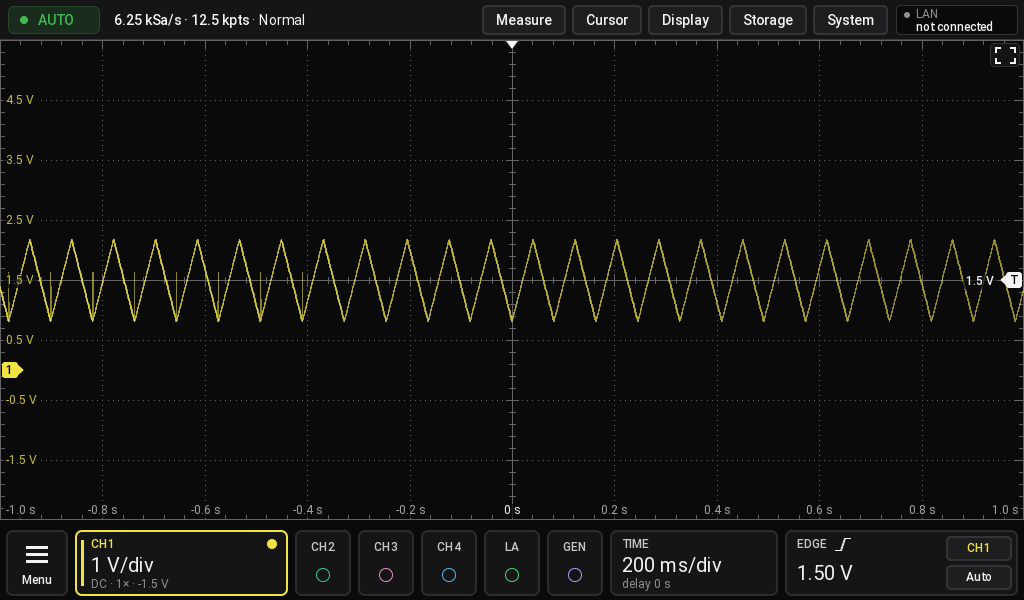 AUTO
6.25 kSa/s · 12.5 kpts · Normal
Measure
Cursor
Display
Storage
System
LAN
not connected
4.5 V
3.5 V
2.5 V
1.5 V
1.5 V
T
0.5 V
1
-0.5 V
-1.5 V
-1.0 s
-0.8 s
-0.6 s
-0.4 s
-0.2 s
0 s
0.2 s
0.4 s
0.6 s
0.8 s
1.0 s
Menu
CH1
1 V/div
DC · 1× · -1.5 V
CH2
CH3
CH4
LA
GEN
TIME
200 ms/div
delay 0 s
EDGE
1.50 V
CH1
Auto